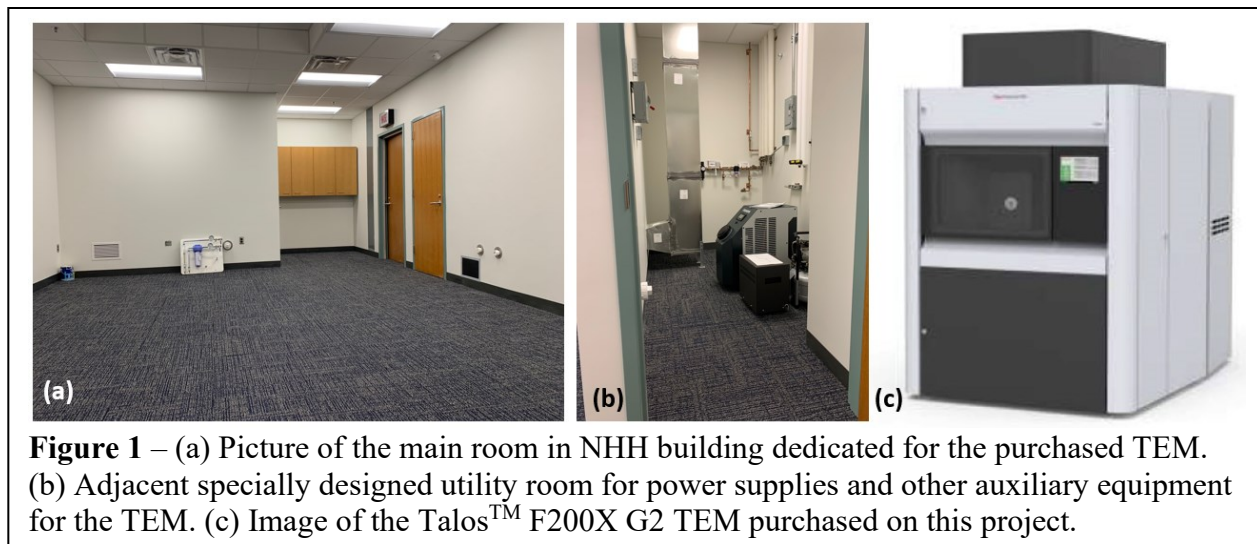 (a)
(b)
(c)
Figure 1 – (a) Picture of the main room in NHH building dedicated for the purchased TEM.
(b) Adjacent specially designed utility room for power supplies and other auxiliary equipment
for the TEM. (c) Image of the Talos™ F200X G2 TEM purchased on this project.